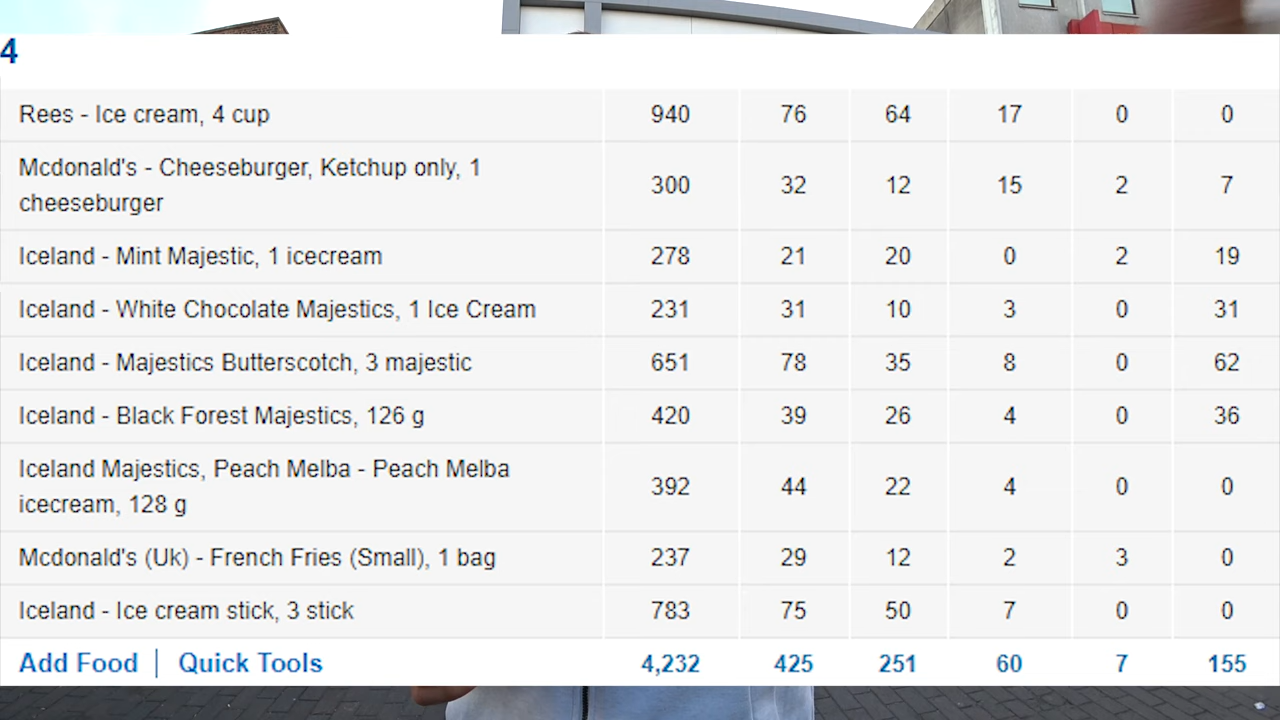 4
Rees - Ice cream, 4 cup 940 76 64 17 0 0
Mcdonald's - Cheeseburger, Ketchup only, 1
cheeseburger 300 32 12 15 2 7
Iceland - Mint Majestic, 1 icecream 278 21 20 0 2 19
Iceland - White Chocolate Majestics, 1 Ice Cream 231 31 10 3 0 31
Iceland - Majestics Butterscotch, 3 majestic 651 78 35 8 0 62
Iceland - Black Forest Majestics, 126 g 420 39 26 4 0 36
Iceland Majestics, Peach Melba - Peach Melba
icecream, 128 g 392 44 22 4 0 0
Mcdonald's (Uk) - French Fries (Small), 1 bag 237 29 12 2 3 0
Iceland - Ice cream stick, 3 stick 783 75 50 7 0 0
Add Food | Quick Tools 4,232 425 251 60 7 155